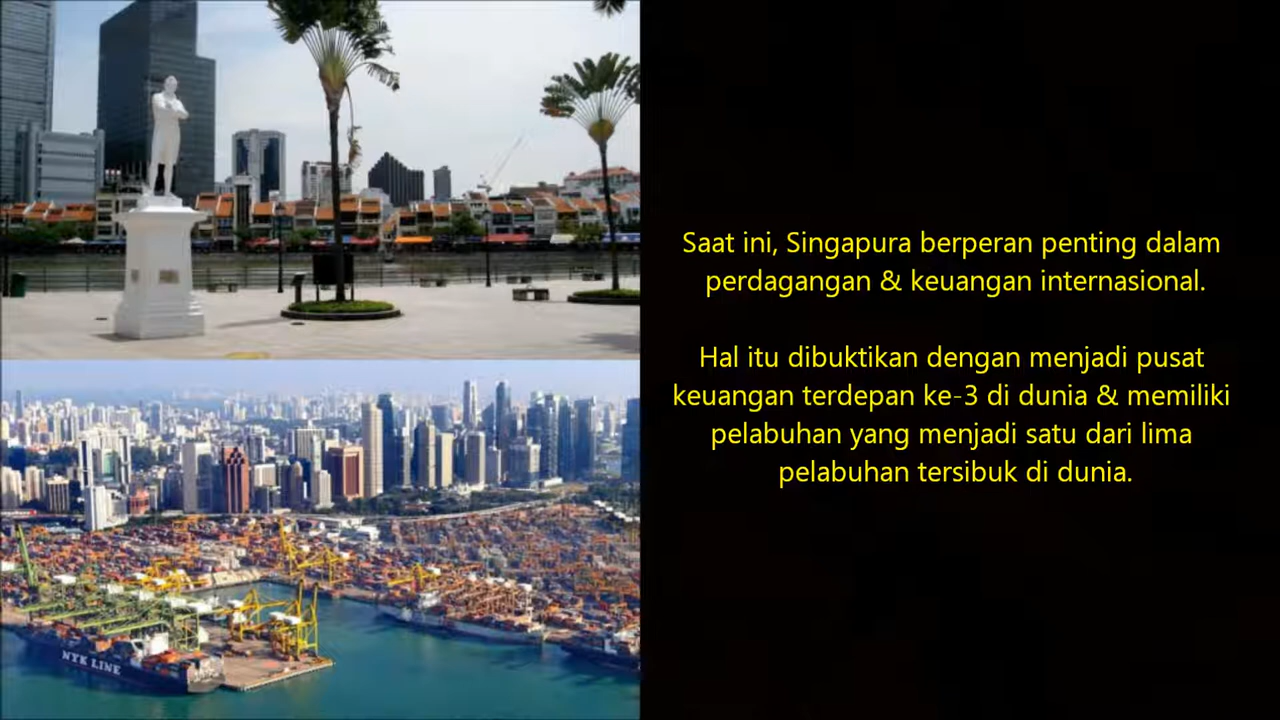 Saat ini, Singapura berperan penting dalam
perdagangan & keuangan internasional.
Hal itu dibuktikan dengan menjadi pusat
keuangan terdepan ke-3 di dunia & memiliki
pelabuhan yang menjadi satu dari lima
pelabuhan tersibuk di dunia.
NYK LINE